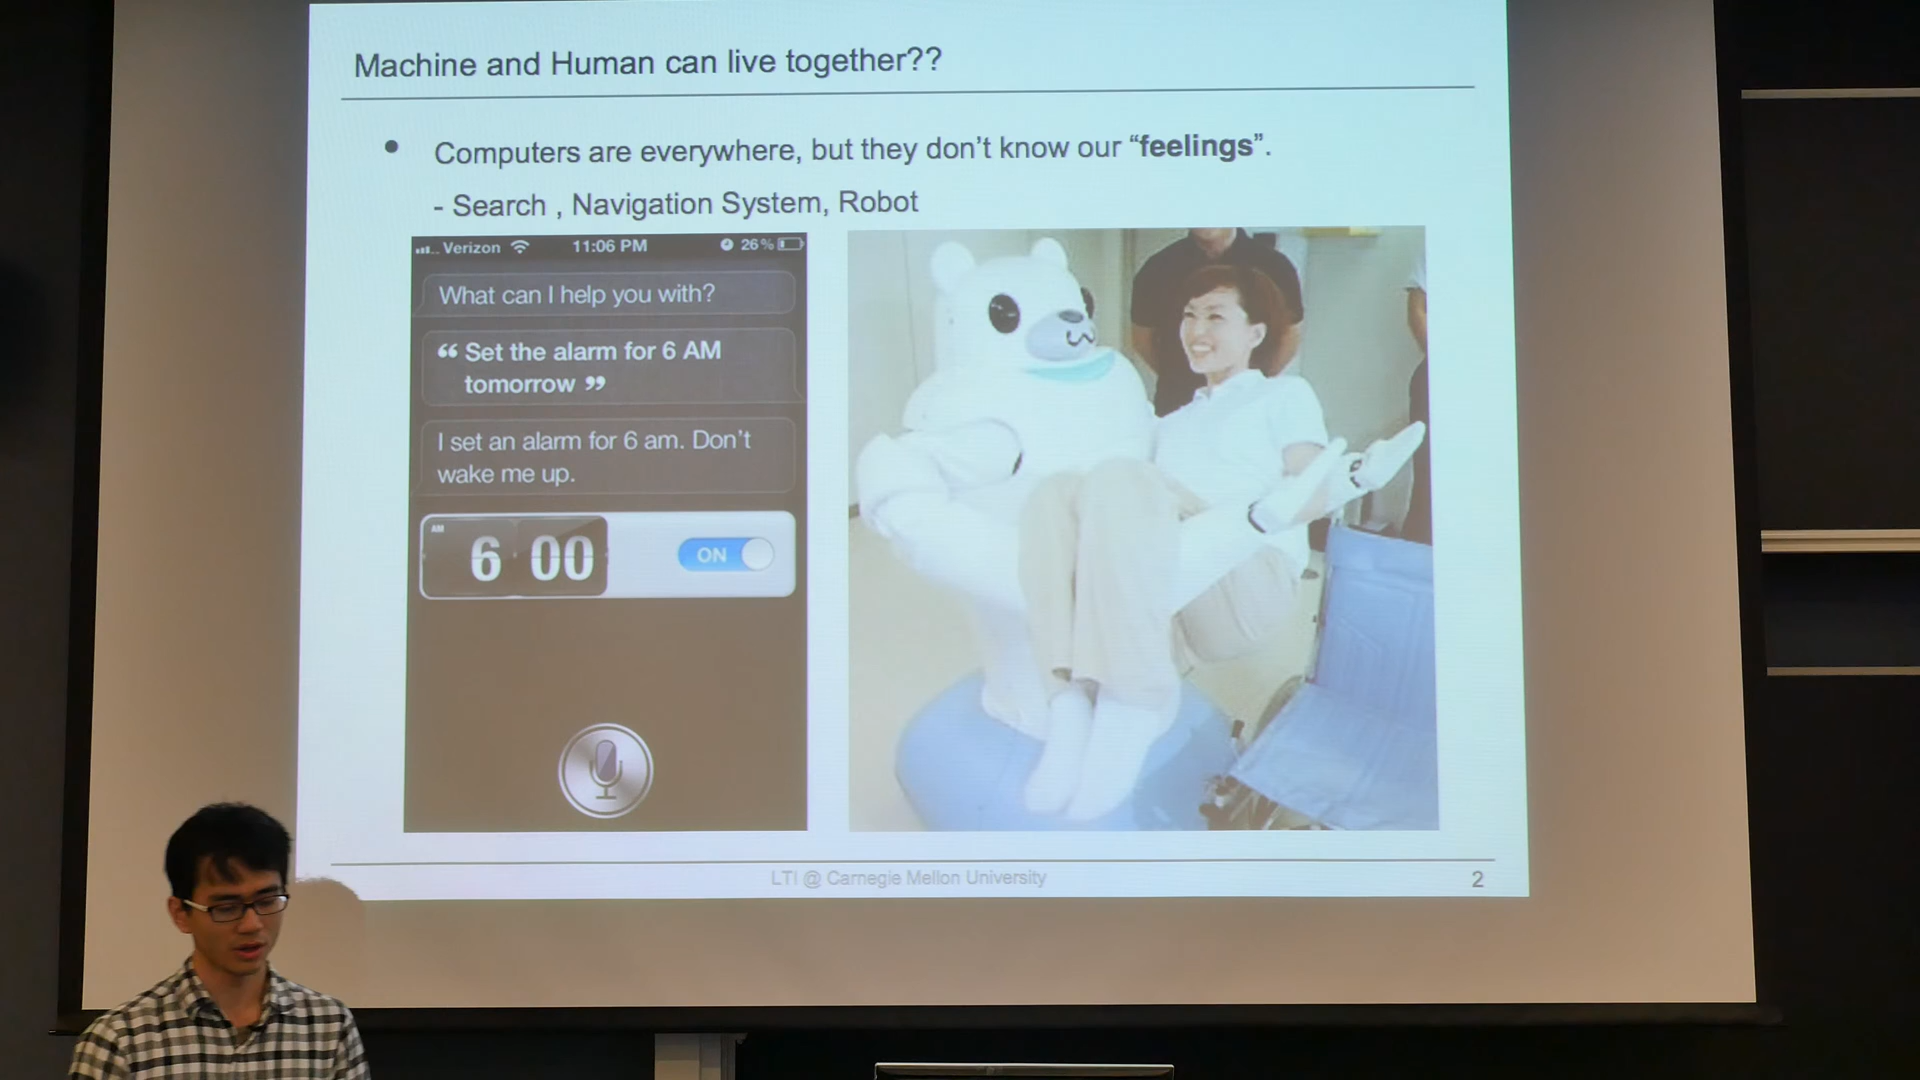 Machine and Human can live together??
• Computers are everywhere, but they don't know our “feelings”.
- Search , Navigation System, Robot
Verizon 11:06 PM 26%
What can I help you with?
“ Set the alarm for 6 AM
tomorrow ”
I set an alarm for 6 am. Don't
wake me up.
AM
6 00 ON
LTI @ Carnegie Mellon University
2